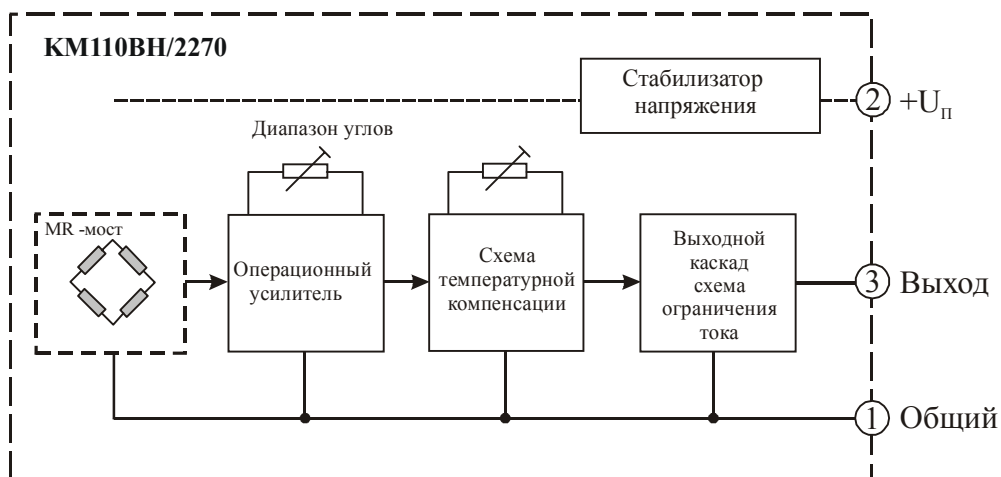 KM110BH/2270
Стабилизатор
напряжения
2 +Uп
Диапазон углов
MR -мост
Операционный
усилитель
Схема
температурной
компенсации
Выходной
каскад
схема
ограничения
тока
3 Выход
1 Общий